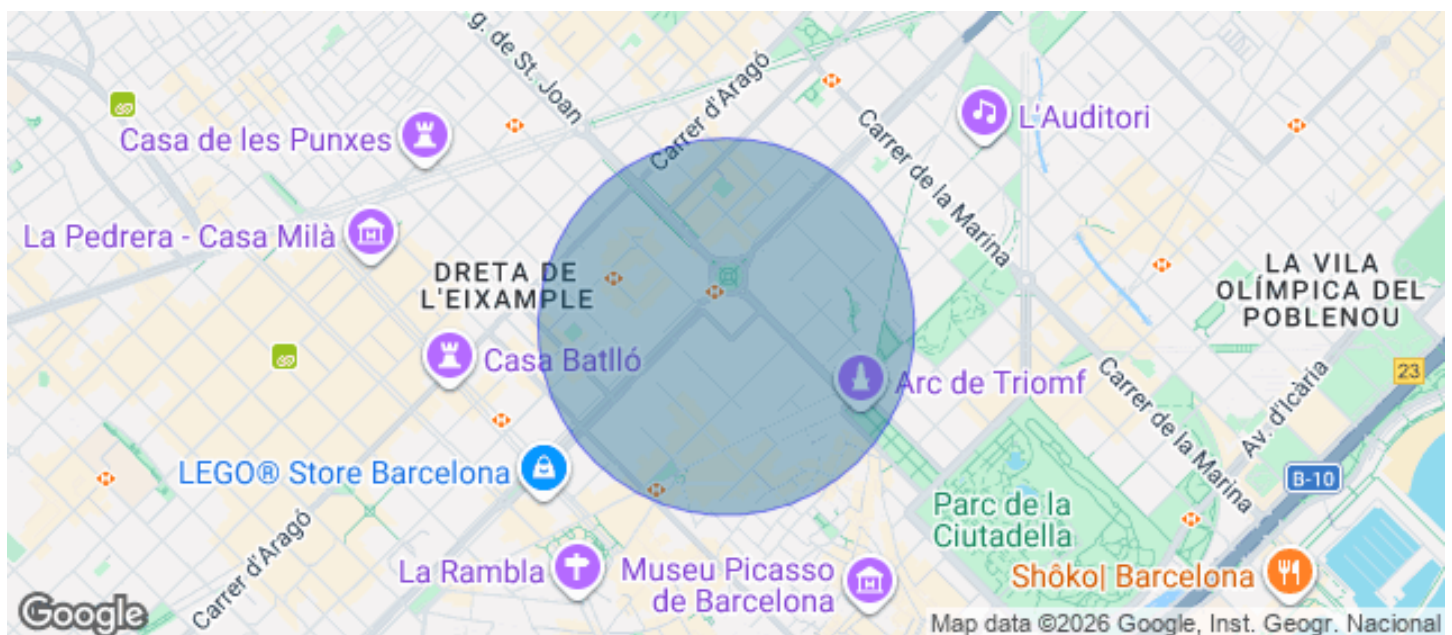 g. de St. Joan
Carrer d'Aragó
L'Auditori
Casa de les Punxes
Carrer de la Marina
La Pedrera - Casa Milà
DRETA DE
L'EIXAMPLE
LA VILA
OLÍMPICA DEL
POBLENOU
Casa Batlló
Arc de Triomf
23
Av. d'Icària
Carrer de la Marina
LEGO® Store Barcelona
B-10
Parc de la
Ciutadella
Carrer d'Aragó
La Rambla
Museu Picasso
de Barcelona
Shôko| Barcelona
Google
Map data ©2026 Google, Inst. Geogr. Nacional